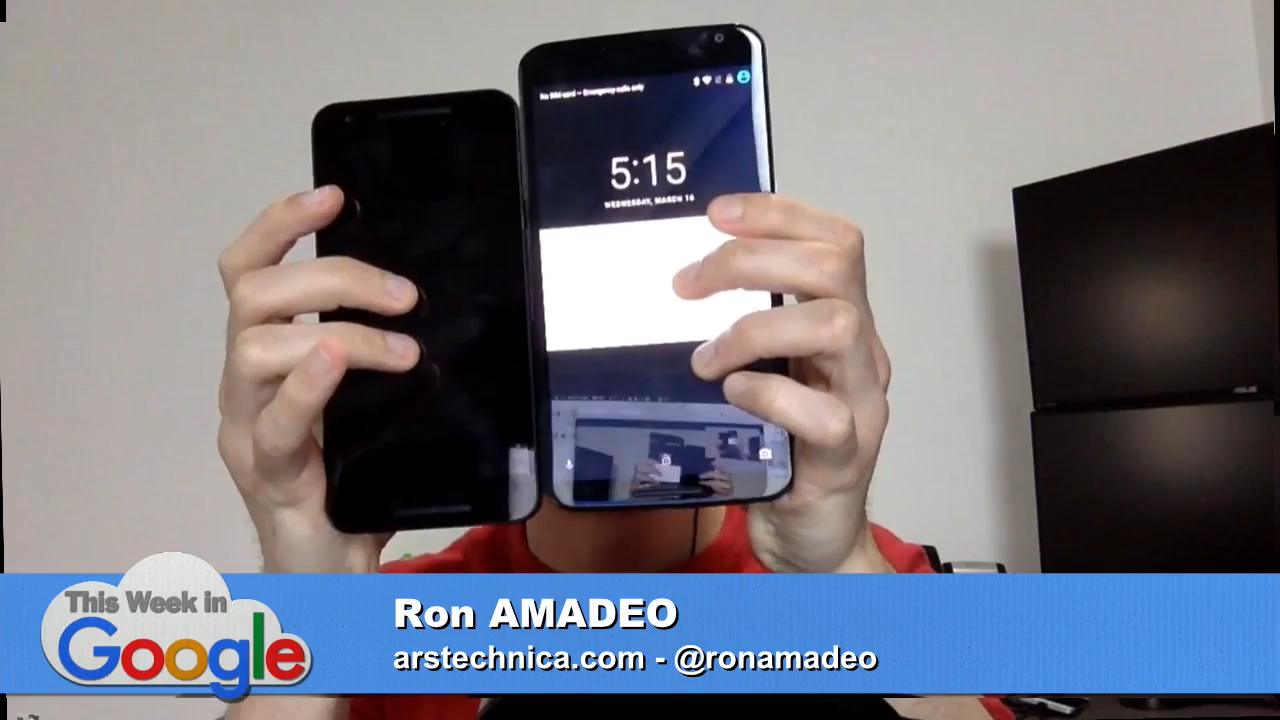 No SIM card — Emergency calls only
5:15
WEDNESDAY, MARCH 16
ASUS
This Week in
Google
Ron AMADEO
arstechnica.com - @ronamadeo